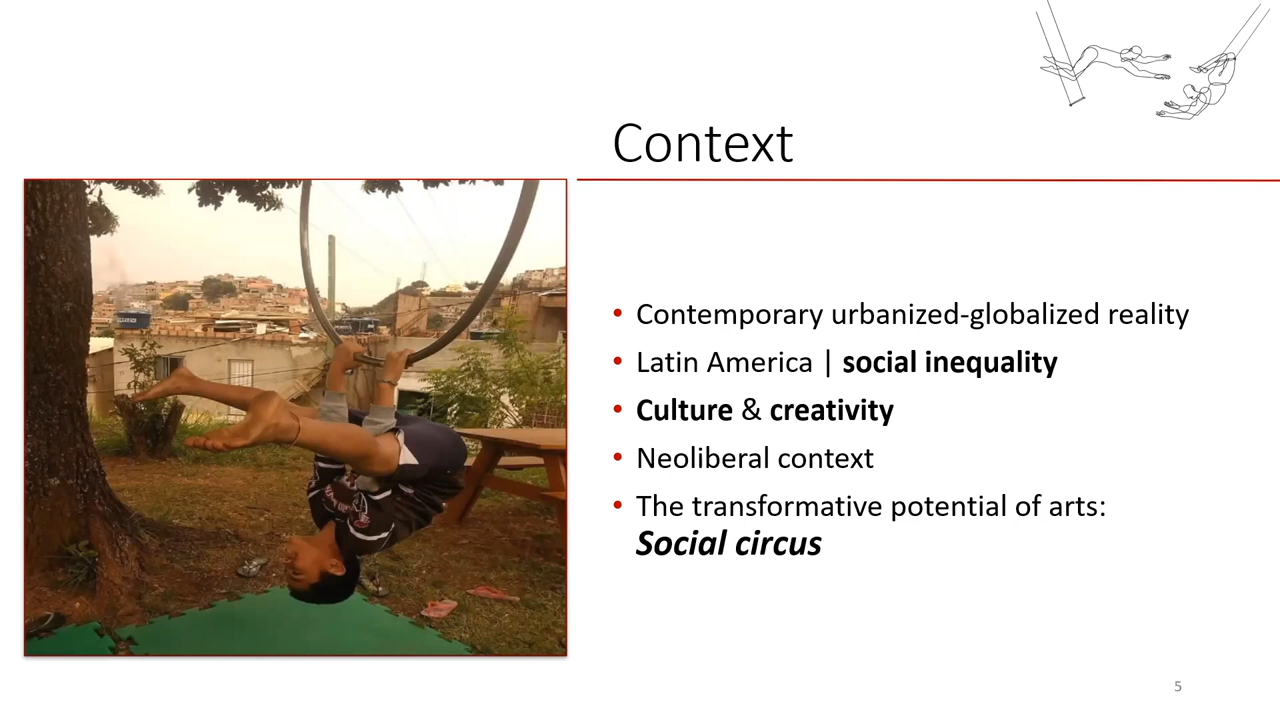 Context
• Contemporary urbanized-globalized reality
• Latin America | social inequality
• Culture & creativity
• Neoliberal context
• The transformative potential of arts:
Social circus
5